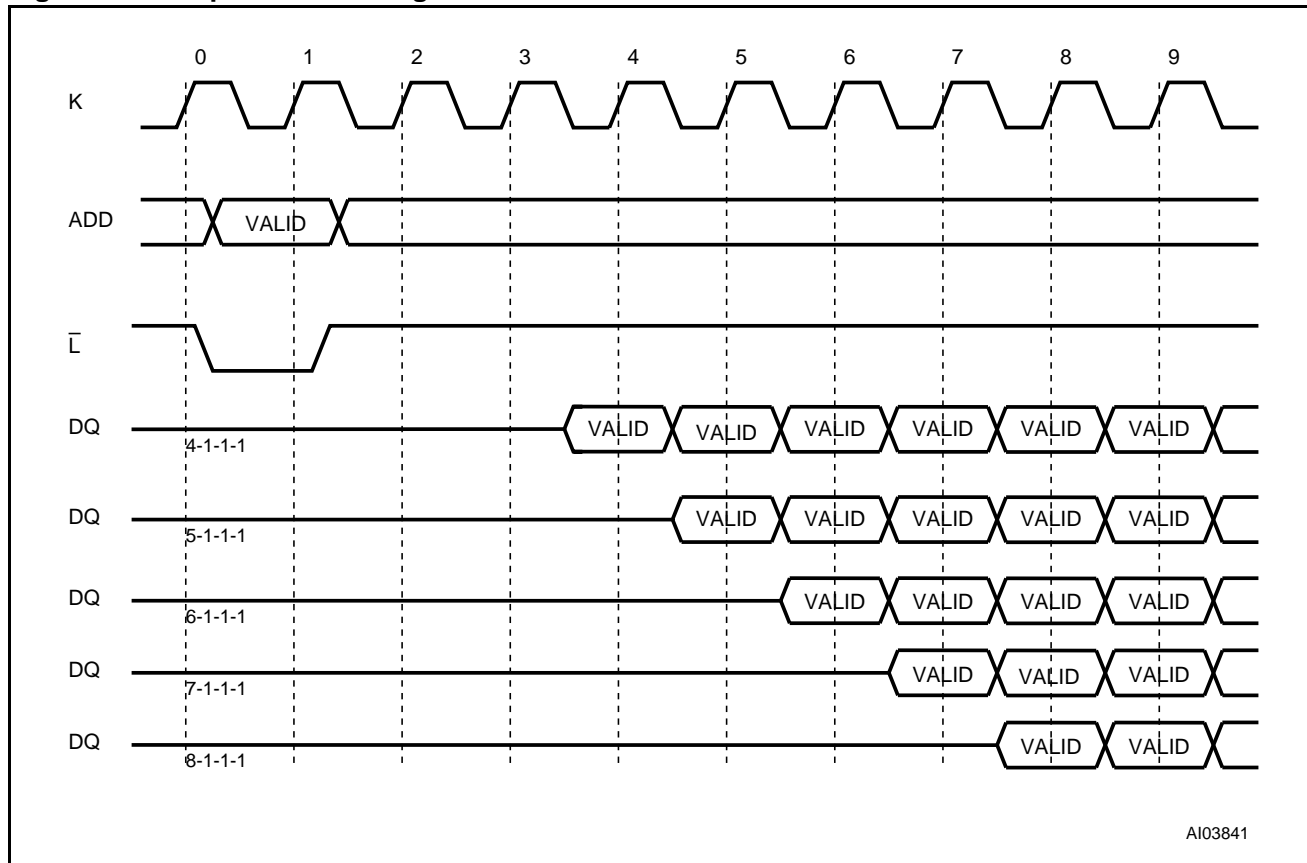 0 1 2 3 4 5 6 7 8 9
K
ADD VALID
L̅
DQ VALID VALID VALID VALID VALID VALID
4-1-1-1
DQ VALID VALID VALID VALID VALID
5-1-1-1
DQ VALID VALID VALID VALID
6-1-1-1
DQ VALID VALID VALID
7-1-1-1
DQ VALID VALID
8-1-1-1
AI03841